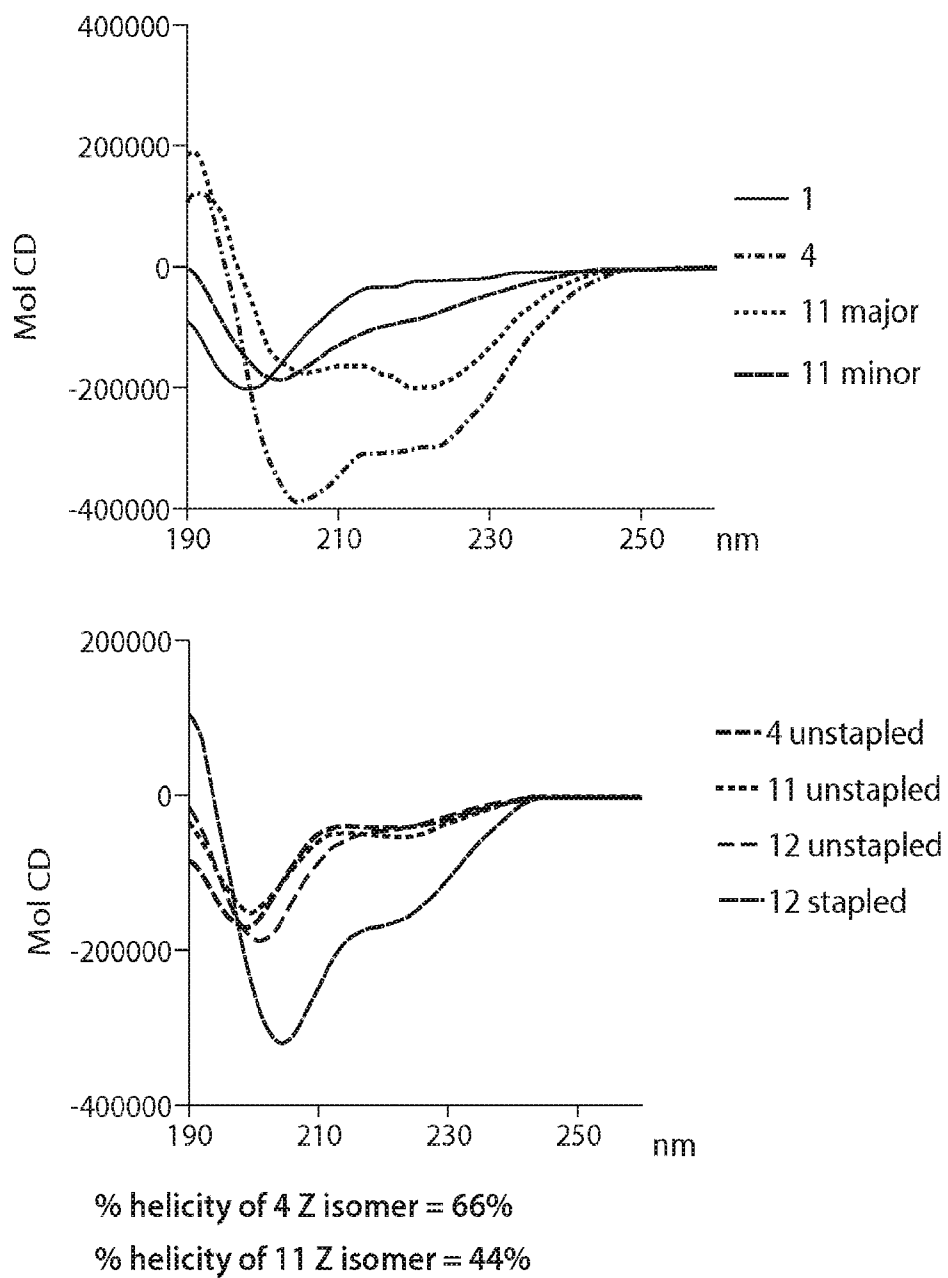 400000
200000
0
-200000
-400000
Mol CD
190
210
230
250
nm
1
4
11 major
11 minor
200000
0
-200000
-400000
Mol CD
190
210
230
250
nm
4 unstapled
11 unstapled
12 unstapled
12 stapled
% helicity of 4 Z isomer = 66%
% helicity of 11 Z isomer = 44%